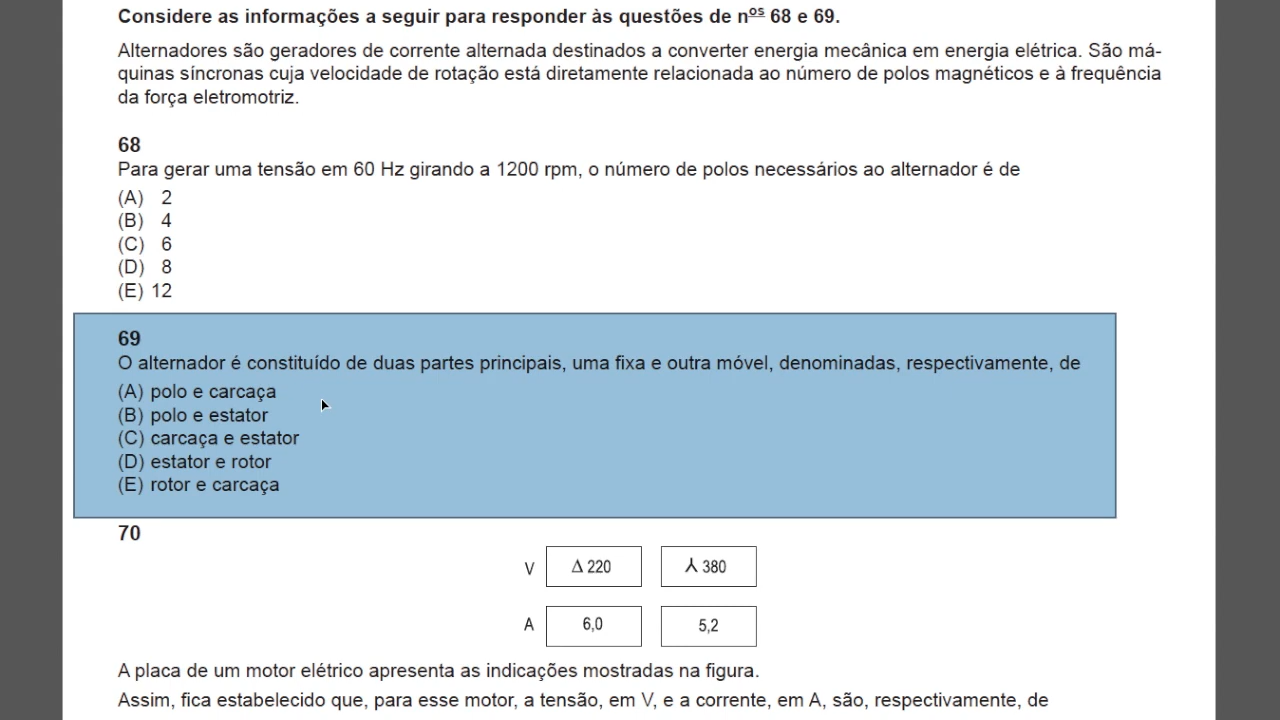 Considere as informações a seguir para responder às questões de nos 68 e 69.
Alternadores são geradores de corrente alternada destinados a converter energia mecânica em energia elétrica. São má-
quinas síncronas cuja velocidade de rotação está diretamente relacionada ao número de polos magnéticos e à frequência
da força eletromotriz.
68
Para gerar uma tensão em 60 Hz girando a 1200 rpm, o número de polos necessários ao alternador é de
(A) 2
(B) 4
(C) 6
(D) 8
(E) 12
69
O alternador é constituído de duas partes principais, uma fixa e outra móvel, denominadas, respectivamente, de
(A) polo e carcaça
(B) polo e estator
(C) carcaça e estator
(D) estator e rotor
(E) rotor e carcaça
70
V Δ 220 ⅄ 380
A 6,0 5,2
A placa de um motor elétrico apresenta as indicações mostradas na figura.
Assim, fica estabelecido que, para esse motor, a tensão, em V, e a corrente, em A, são, respectivamente, de